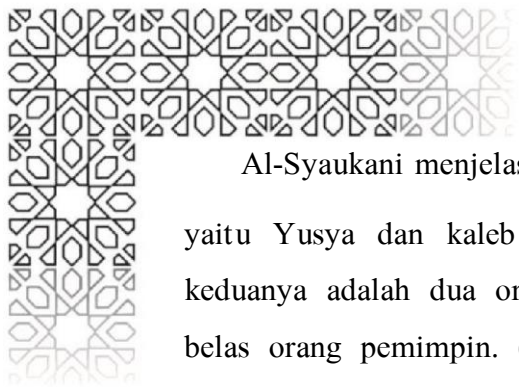 Al-Syaukani menjelas
yaitu Yusya dan kaleb
keduanya adalah dua or
belas orang pemimpin.